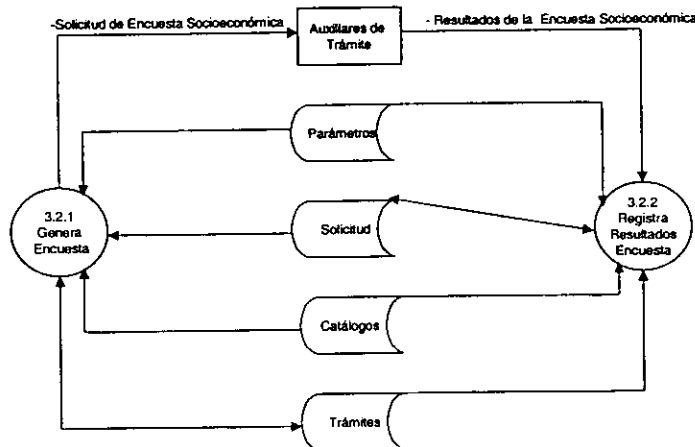 -Solicitud de Encuesta Socioeconómica
- Resultados de la Encuesta Socioeconómica
Auxiliares de
Trámite
Parámetros
3.2.1
Genera
Encuesta
Solicitud
3.2.2
Registra
Resultados
Encuesta
Catálogos
Trámites